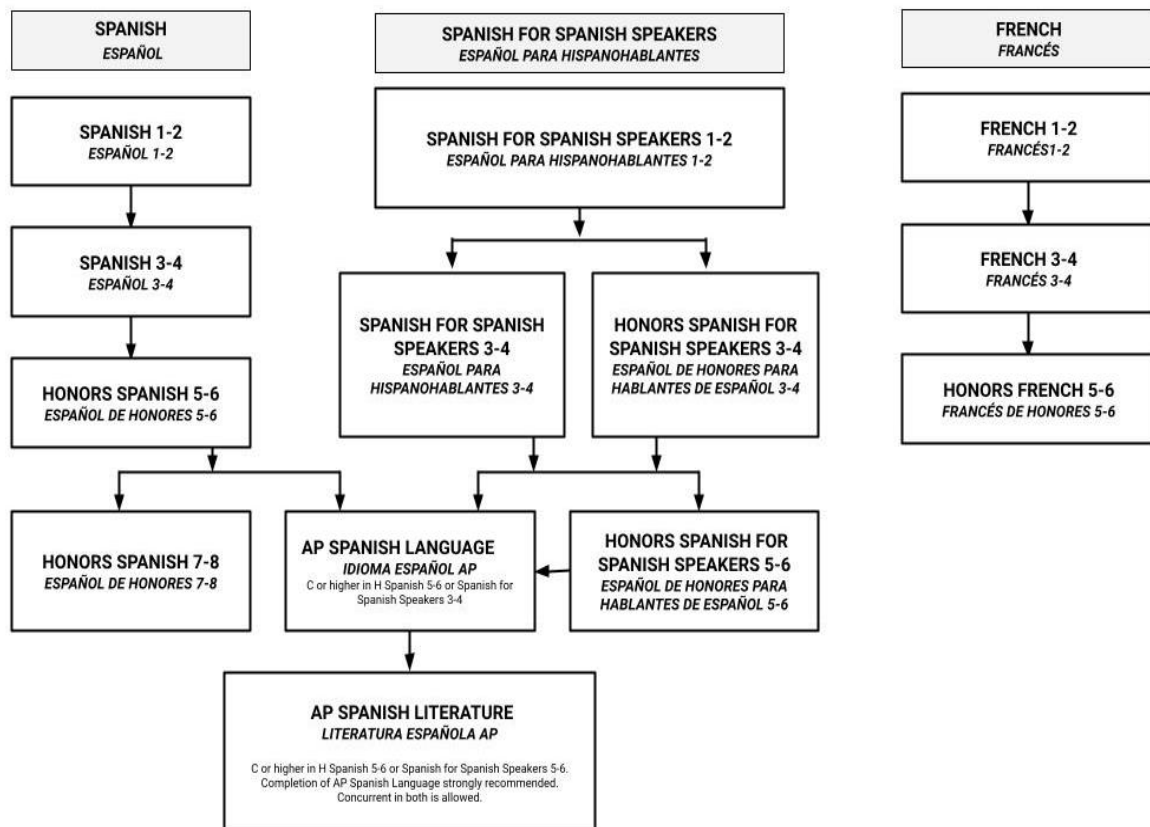 SPANISH
ESPAÑOL
SPANISH FOR SPANISH SPEAKERS
ESPAÑOL PARA HISPANOHABLANTES
FRENCH
FRANCÉS
SPANISH 1-2
ESPAÑOL 1-2
SPANISH FOR SPANISH SPEAKERS 1-2
ESPAÑOL PARA HISPANOHABLANTES 1-2
FRENCH 1-2
FRANCÉS1-2
SPANISH 3-4
ESPAÑOL 3-4
SPANISH FOR SPANISH
SPEAKERS 3-4
ESPAÑOL PARA
HISPANOHABLANTES 3-4
HONORS SPANISH FOR
SPANISH SPEAKERS 3-4
ESPAÑOL DE HONORES PARA
HABLANTES DE ESPAÑOL 3-4
FRENCH 3-4
FRANCÉS 3-4
HONORS SPANISH 5-6
ESPAÑOL DE HONORES 5-6
HONORS FRENCH 5-6
FRANCÉS DE HONORES 5-6
HONORS SPANISH 7-8
ESPAÑOL DE HONORES 7-8
AP SPANISH LANGUAGE
IDIOMA ESPAÑOL AP
C or higher in H Spanish 5-6 or Spanish for
Spanish Speakers 3-4
HONORS SPANISH FOR
SPANISH SPEAKERS 5-6
ESPAÑOL DE HONORES PARA
HABLANTES DE ESPAÑOL 5-6
AP SPANISH LITERATURE
LITERATURA ESPAÑOLA AP
C or higher in H Spanish 5-6 or Spanish for Spanish Speakers 5-6.
Completion of AP Spanish Language strongly recommended.
Concurrent in both is allowed.